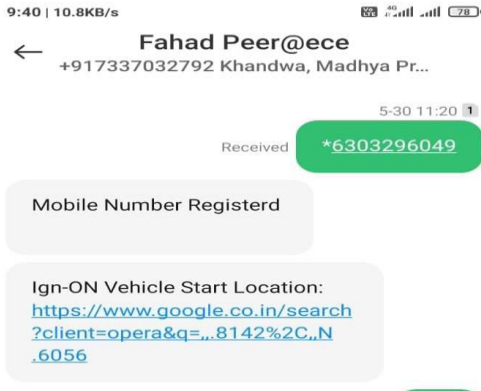 9:40 | 10.8KB/s
4G
78
Fahad Peer@ece
+917337032792 Khandwa, Madhya Pr...
5-30 11:20 1
Received
*6303296049
Mobile Number Registerd
Ign-ON Vehicle Start Location:
https://www.google.co.in/search
?client=opera&q=,,.8142%2C,,N
.6056